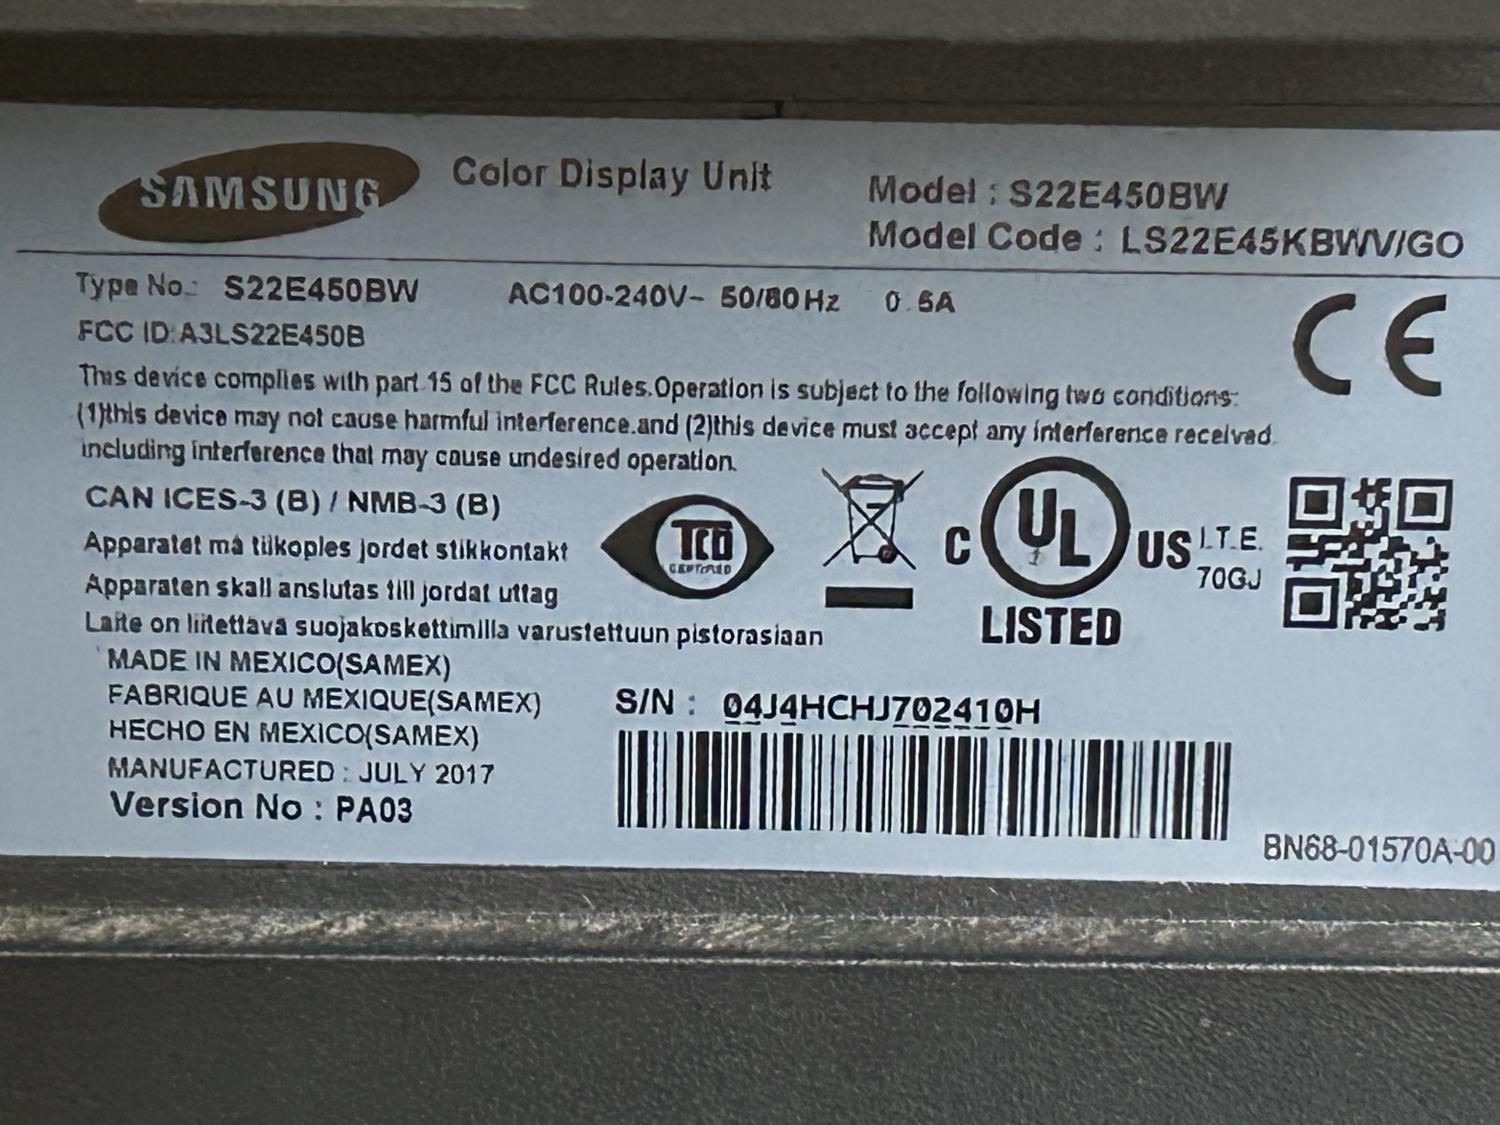 SAMSUNG
Color Display Unit
Model : S22E450BW
Model Code : LS22E45KBWV/GO
Type No.: S22E450BW AC100-240V~ 50/60Hz 0.5A
FCC ID:A3LS22E450B
This device complies with part 15 of the FCC Rules.Operation is subject to the following two conditions:
(1)this device may not cause harmful interference.and (2)this device must accept any interference received
including interference that may cause undesired operation.
CAN ICES-3 (B) / NMB-3 (B)
Apparatet må tilkoples jordet stikkontakt
Apparaten skall anslutas till jordat uttag
Laite on liitettävä suojakoskettimilla varustettuun pistorasiaan
TCO
CERTIFIED
C UL US
LISTED
I.T.E.
70GJ
CE
MADE IN MEXICO(SAMEX)
FABRIQUE AU MEXIQUE(SAMEX)
HECHO EN MEXICO(SAMEX)
MANUFACTURED : JULY 2017
Version No : PA03
S/N : 04J4HCHJ702410H
BN68-01570A-00